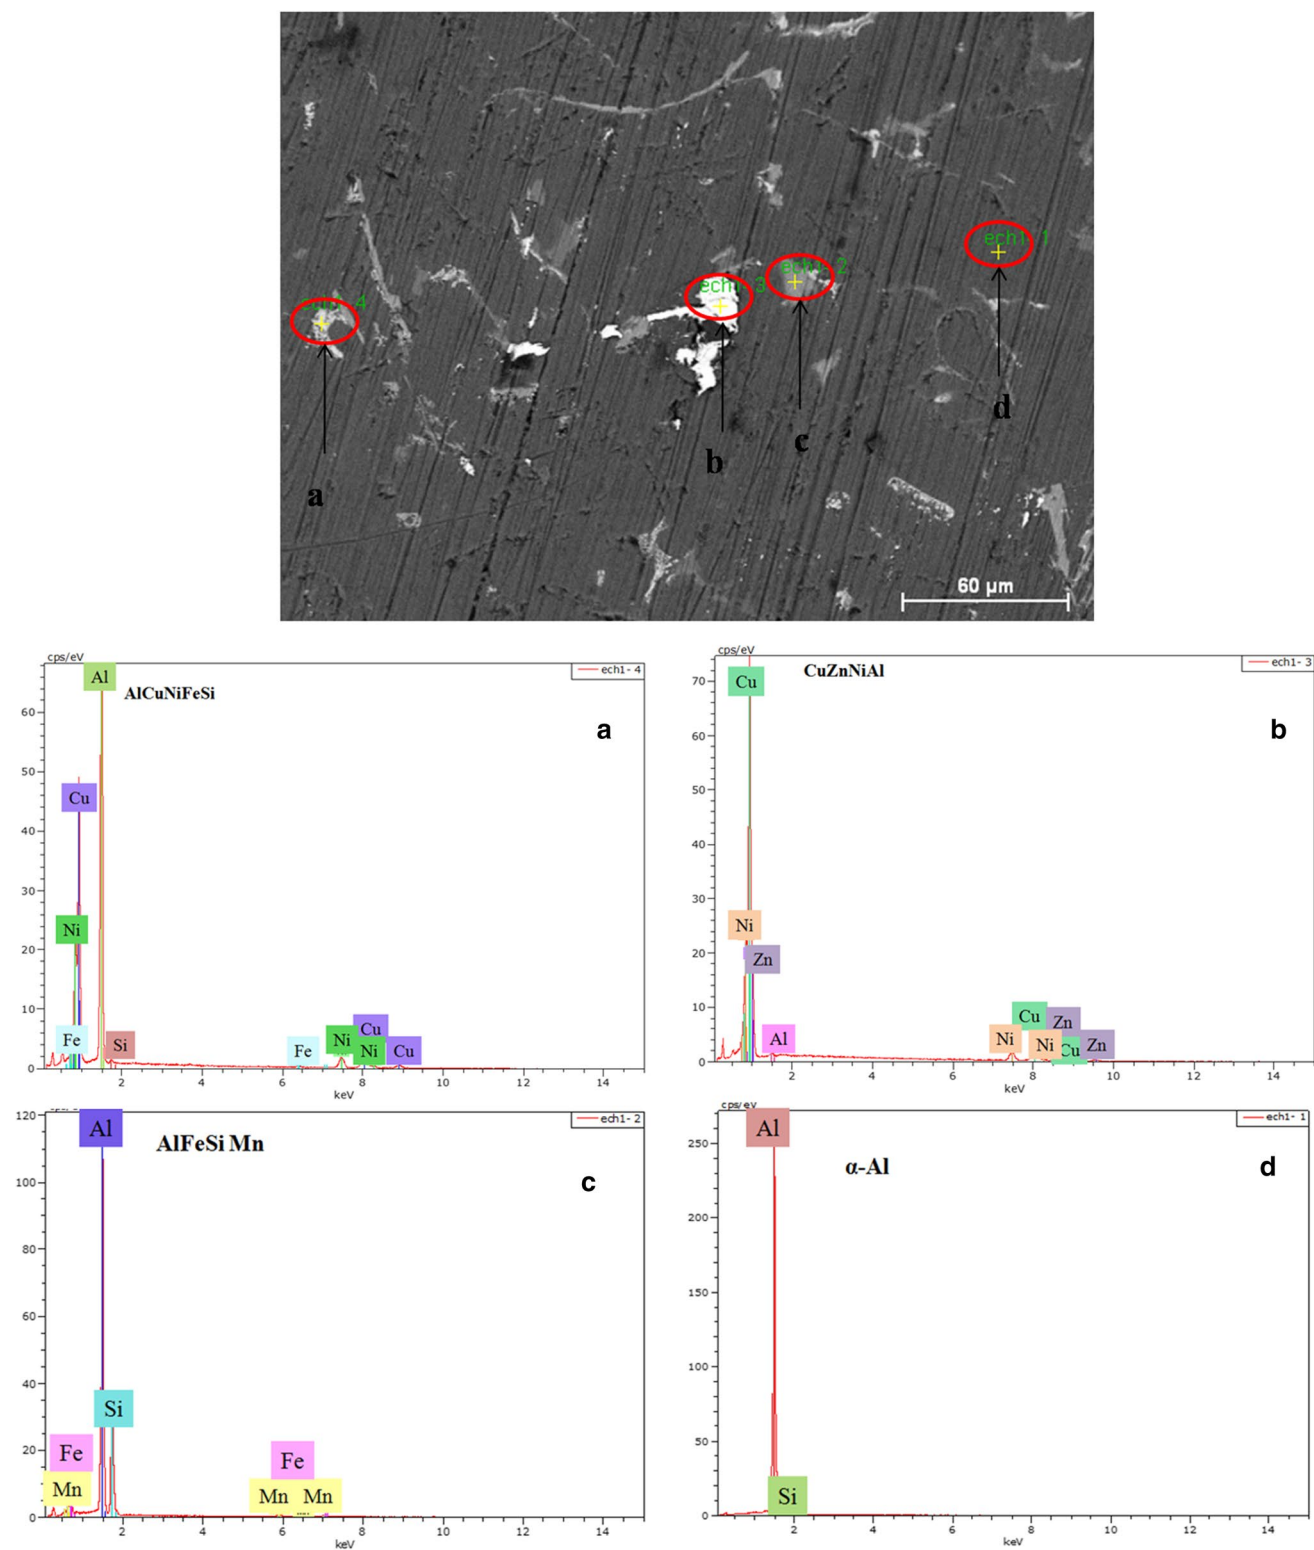 ech1- 1
ech1- 2
ech1- 3
ech1- 4
a
b
c
d
60 µm
cps/eV
ech1- 4
Al
AlCuNiFeSi
a
60
50
Cu
40
30
Ni
20
10
Fe
Si
Fe
Ni
Cu
Ni
Cu
0
2
4
6
8
10
12
14
keV
cps/eV
ech1- 3
Cu
CuZnNiAl
b
70
60
50
40
30
Ni
20
Zn
10
Al
Ni
Cu
Zn
Ni
Cu
Zn
0
2
4
6
8
10
12
14
keV
ech1- 2
120
Al
AlFeSi Mn
c
100
80
60
40
Si
20
Fe
Mn
Fe
Mn
Mn
0
2
4
6
8
10
12
14
keV
cps/eV
ech1- 1
Al
α-Al
d
250
200
150
100
50
Si
0
2
4
6
8
10
12
14
keV